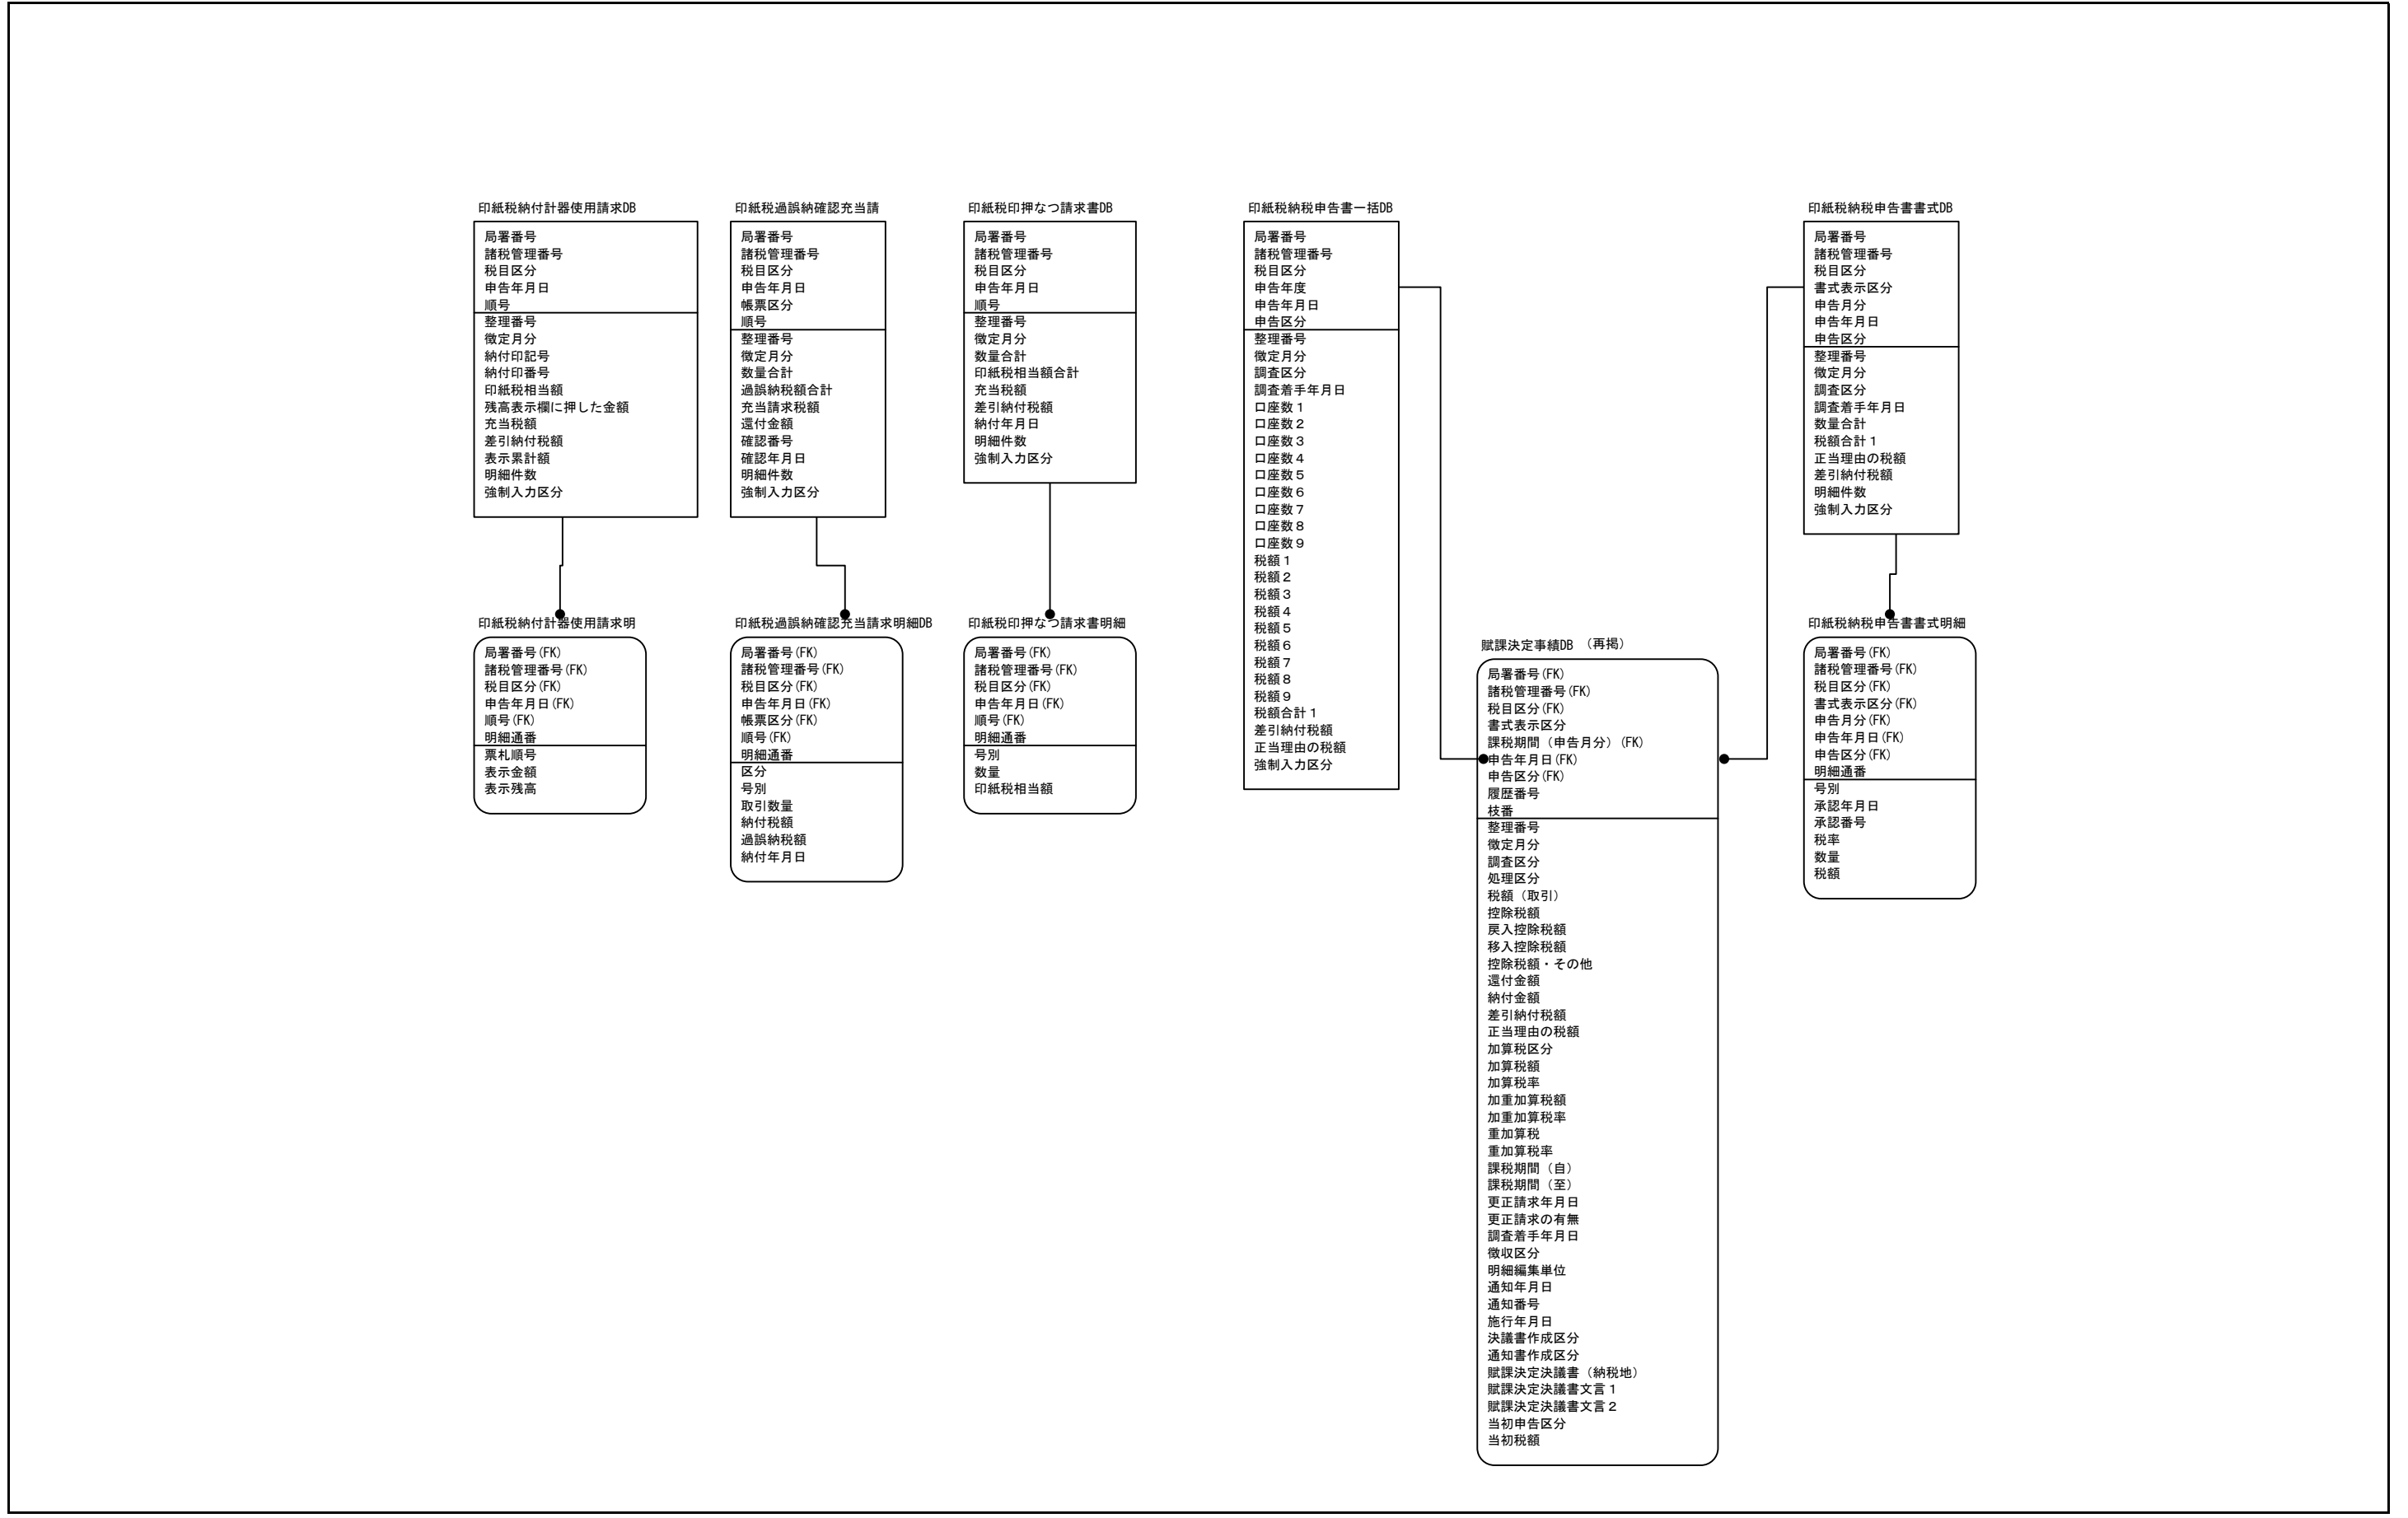 印紙税納付計器使用請求DB
局署番号
諸税管理番号
税目区分
申告年月日
順号
整理番号
徴定月分
納付印記号
納付印番号
印紙税相当額
残高表示欄に押した金額
充当税額
差引納付税額
表示累計額
明細件数
強制入力区分
印紙税過誤納確認充当請
局署番号
諸税管理番号
税目区分
申告年月日
帳票区分
順号
整理番号
徴定月分
数量合計
過誤納税額合計
充当請求税額
還付金額
確認番号
確認年月日
明細件数
強制入力区分
印紙税印押なつ請求書DB
局署番号
諸税管理番号
税目区分
申告年月日
順号
整理番号
徴定月分
数量合計
印紙税相当額合計
充当税額
差引納付税額
納付年月日
明細件数
強制入力区分
印紙税納税申告書一括DB
局署番号
諸税管理番号
税目区分
申告年度
申告年月日
申告区分
整理番号
徴定月分
調査区分
調査着手年月日
口座数１
口座数２
口座数３
口座数４
口座数５
口座数６
口座数７
口座数８
口座数９
税額１
税額２
税額３
税額４
税額５
税額６
税額７
税額８
税額９
税額合計１
差引納付税額
正当理由の税額
強制入力区分
印紙税納税申告書書式DB
局署番号
諸税管理番号
税目区分
書式表示区分
申告月分
申告年月日
申告区分
整理番号
徴定月分
調査区分
調査着手年月日
数量合計
税額合計１
正当理由の税額
差引納付税額
明細件数
強制入力区分
印紙税納付計器使用請求明
局署番号(FK)
諸税管理番号(FK)
税目区分(FK)
申告年月日(FK)
順号(FK)
明細通番
票札順号
表示金額
表示残高
印紙税過誤納確認充当請求明細DB
局署番号(FK)
諸税管理番号(FK)
税目区分(FK)
申告年月日(FK)
帳票区分(FK)
順号(FK)
明細通番
区分
号別
取引数量
納付税額
過誤納税額
納付年月日
印紙税印押なつ請求書明細
局署番号(FK)
諸税管理番号(FK)
税目区分(FK)
申告年月日(FK)
順号(FK)
明細通番
号別
数量
印紙税相当額
賦課決定事績DB （再掲）
局署番号(FK)
諸税管理番号(FK)
税目区分(FK)
書式表示区分
課税期間（申告月分）(FK)
申告年月日(FK)
申告区分(FK)
履歴番号
枝番
整理番号
徴定月分
調査区分
処理区分
税額（取引）
控除税額
戻入控除税額
移入控除税額
控除税額・その他
還付金額
納付金額
差引納付税額
正当理由の税額
加算税区分
加算税額
加算税率
加重加算税額
加重加算税率
重加算税
重加算税率
課税期間（自）
課税期間（至）
更正請求年月日
更正請求の有無
調査着手年月日
徴収区分
明細編集単位
通知年月日
通知番号
施行年月日
決議書作成区分
通知書作成区分
賦課決定決議書（納税地）
賦課決定決議書文言１
賦課決定決議書文言２
当初申告区分
当初税額
印紙税納税申告書書式明細
局署番号(FK)
諸税管理番号(FK)
税目区分(FK)
書式表示区分(FK)
申告月分(FK)
申告年月日(FK)
申告区分(FK)
明細通番
号別
承認年月日
承認番号
税率
数量
税額